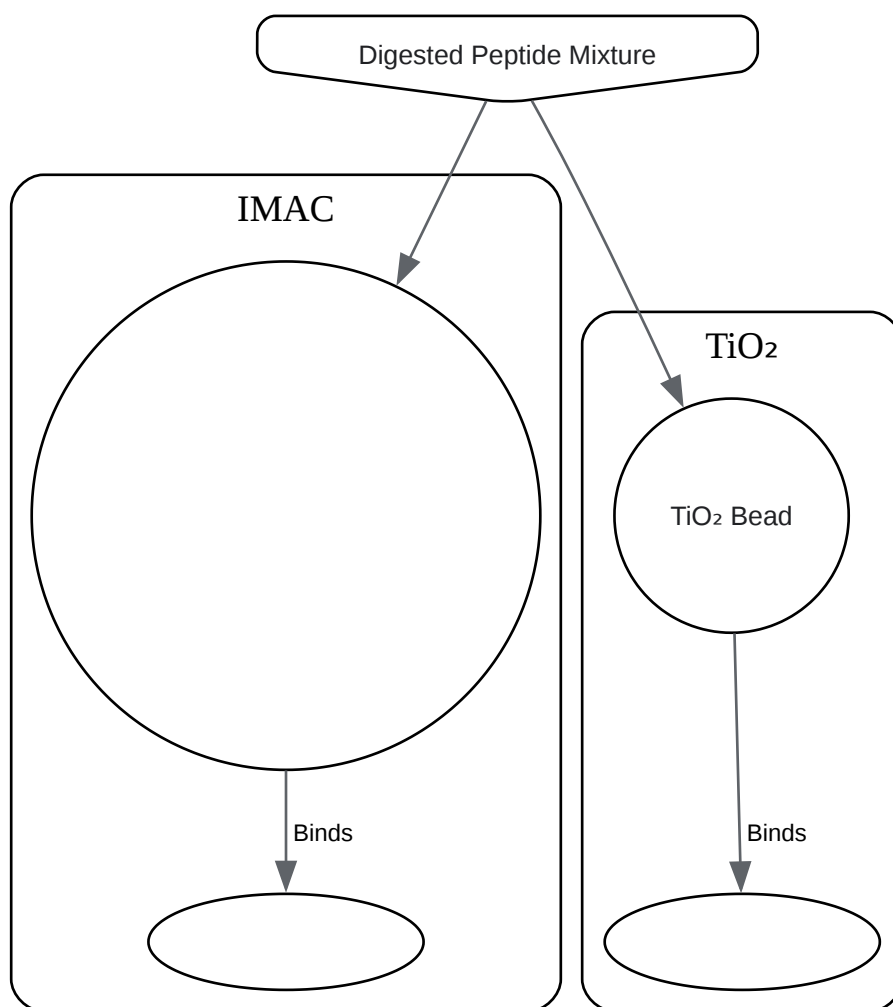 Digested Peptide Mixture
IMAC
TiO₂
TiO₂ Bead
Binds
Binds